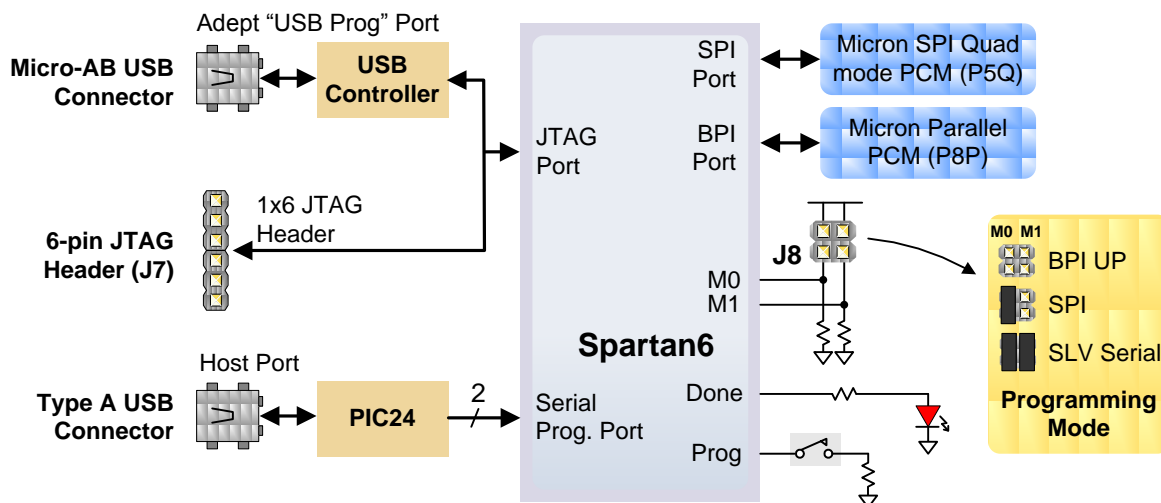 Adept “USB Prog” Port
Micro-AB USB
Connector
USB
Controller
1x6 JTAG
Header
6-pin JTAG
Header (J7)
Host Port
Type A USB
Connector
PIC24
2
JTAG
Port
Serial
Prog. Port
SPI
Port
BPI
Port
M0
M1
Spartan6
Done
Prog
Micron SPI Quad
mode PCM (P5Q)
Micron Parallel
PCM (P8P)
J8
M0 M1
BPI UP
SPI
SLV Serial
Programming
Mode